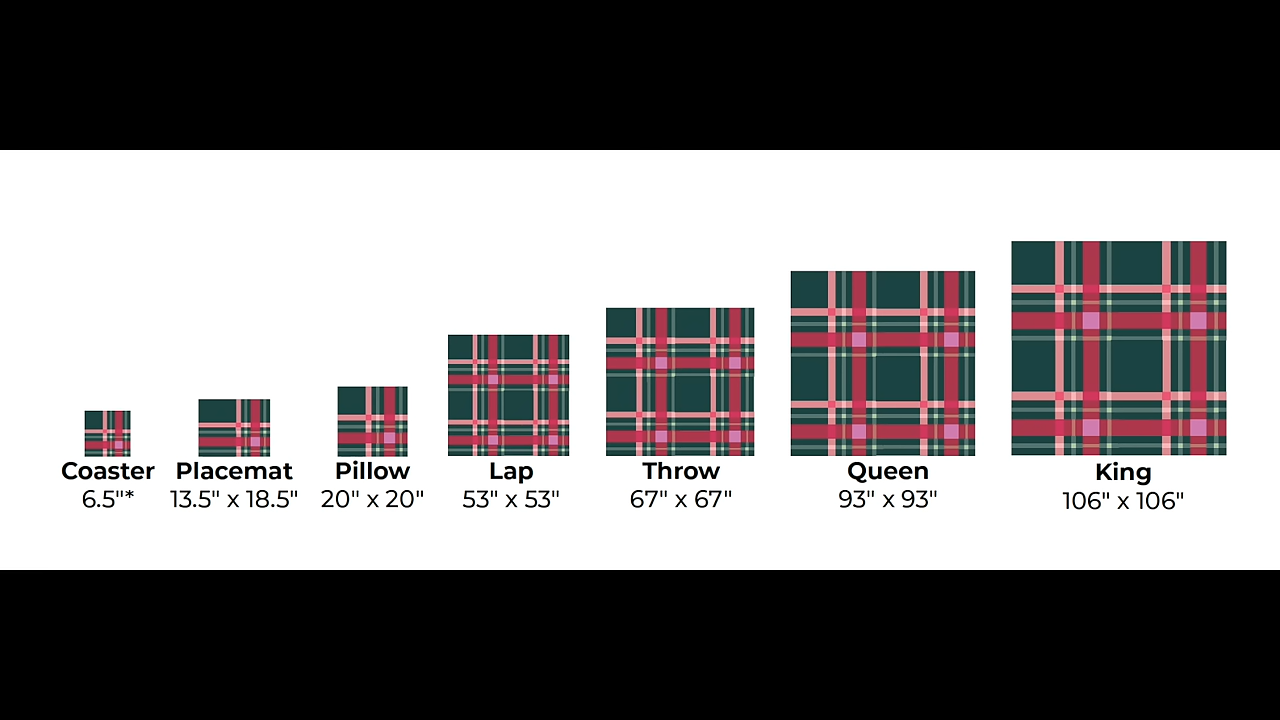 Coaster
6.5"*
Placemat
13.5" x 18.5"
Pillow
20" x 20"
Lap
53" x 53"
Throw
67" x 67"
Queen
93" x 93"
King
106" x 106"